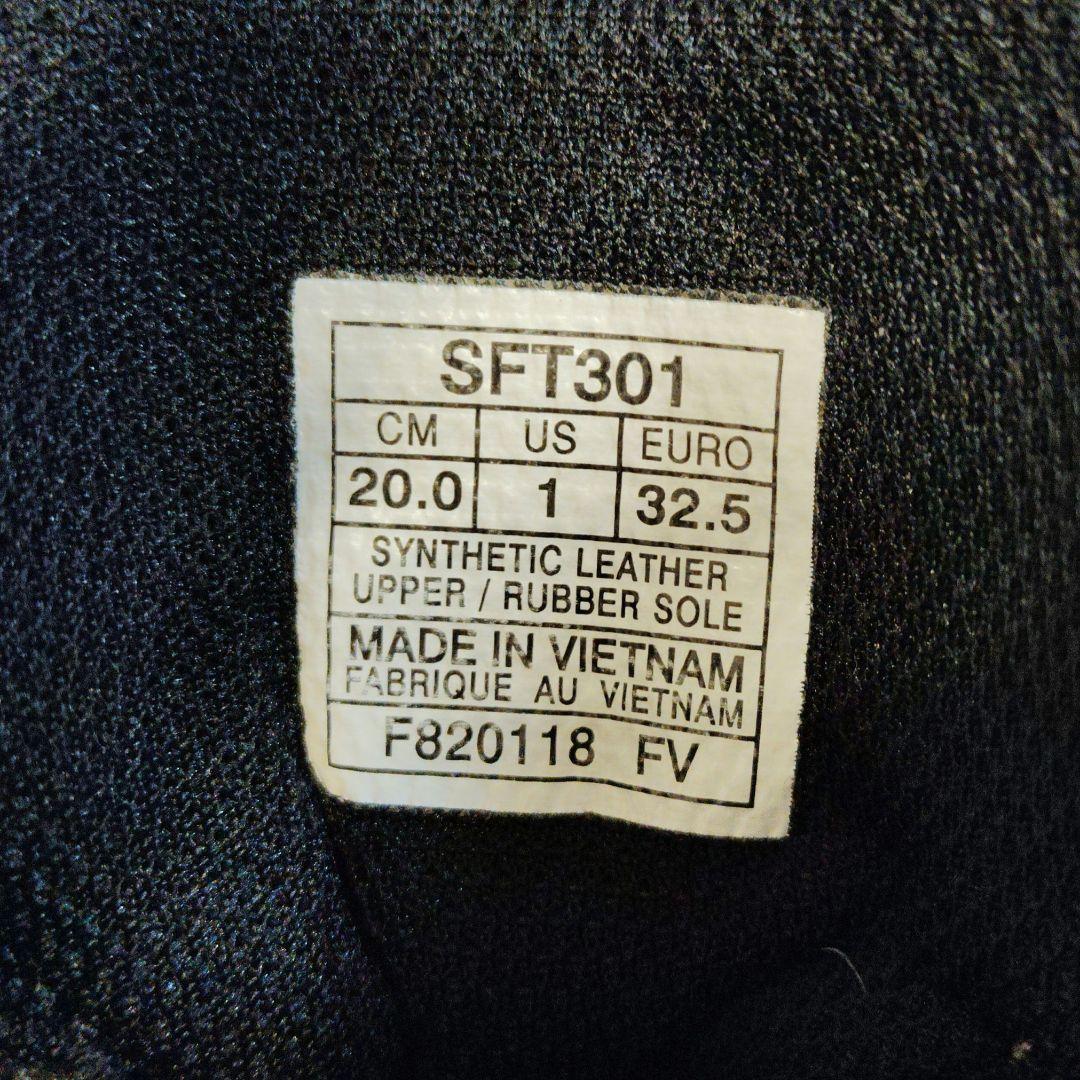 SFT301
CM US EURO
20.0 1 32.5
SYNTHETIC LEATHER
UPPER / RUBBER SOLE
MADE IN VIETNAM
FABRIQUE AU VIETNAM
F820118 FV